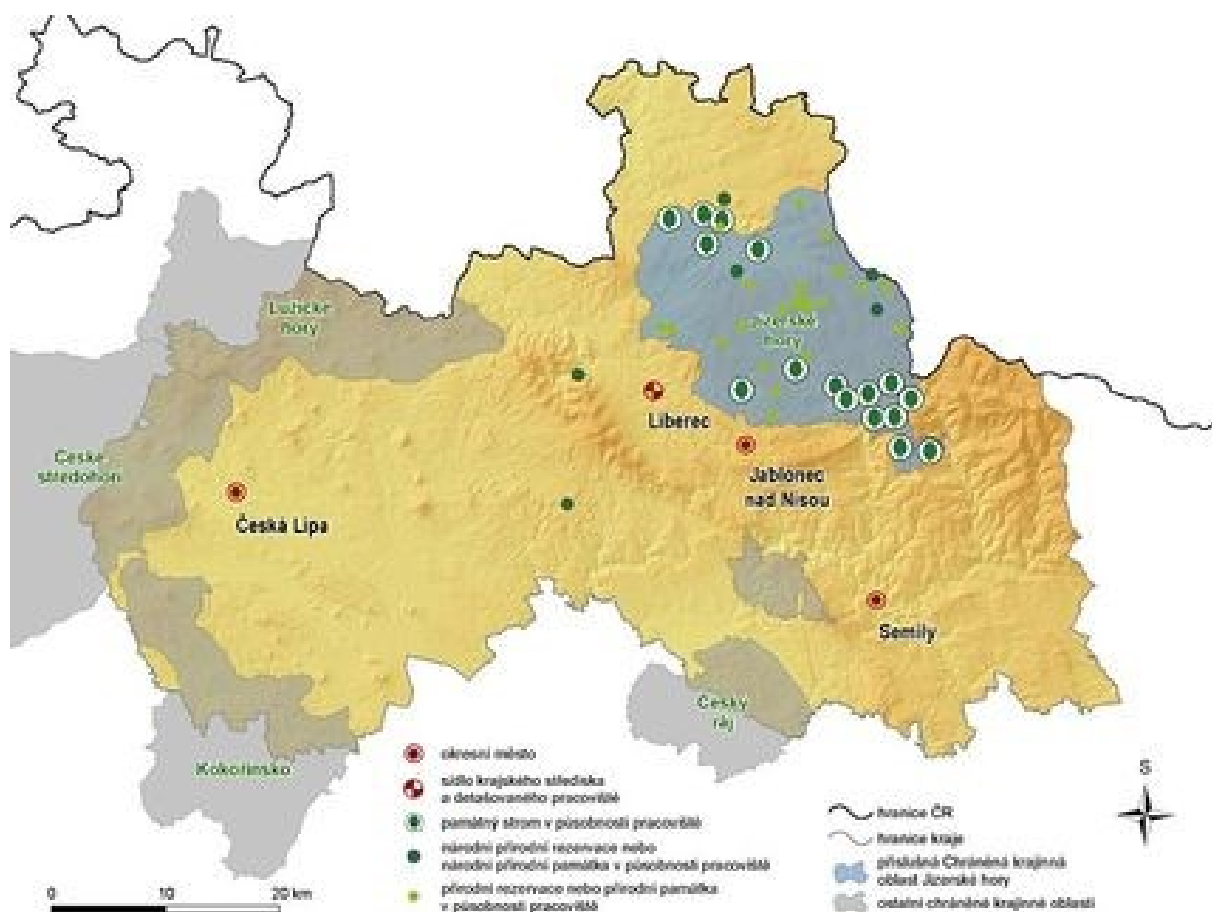 Lužické
hory
Jizerské
hory
Liberec
Jablonec
nad Nisou
České
středohoří
Česká Lípa
Semily
Český
ráj
Kokořínsko
okresní město
sídlo krajského střediska
a detašovaného pracoviště
památný strom v působnosti pracoviště
národní přírodní rezervace nebo
národní přírodní památka v působnosti pracoviště
přírodní rezervace nebo přírodní památka
v působnosti pracoviště
0 10 20 km
S
hranice ČR
hranice kraje
příslušná Chráněná krajinná
oblast Jizerské hory
ostatní chráněné krajinné oblasti